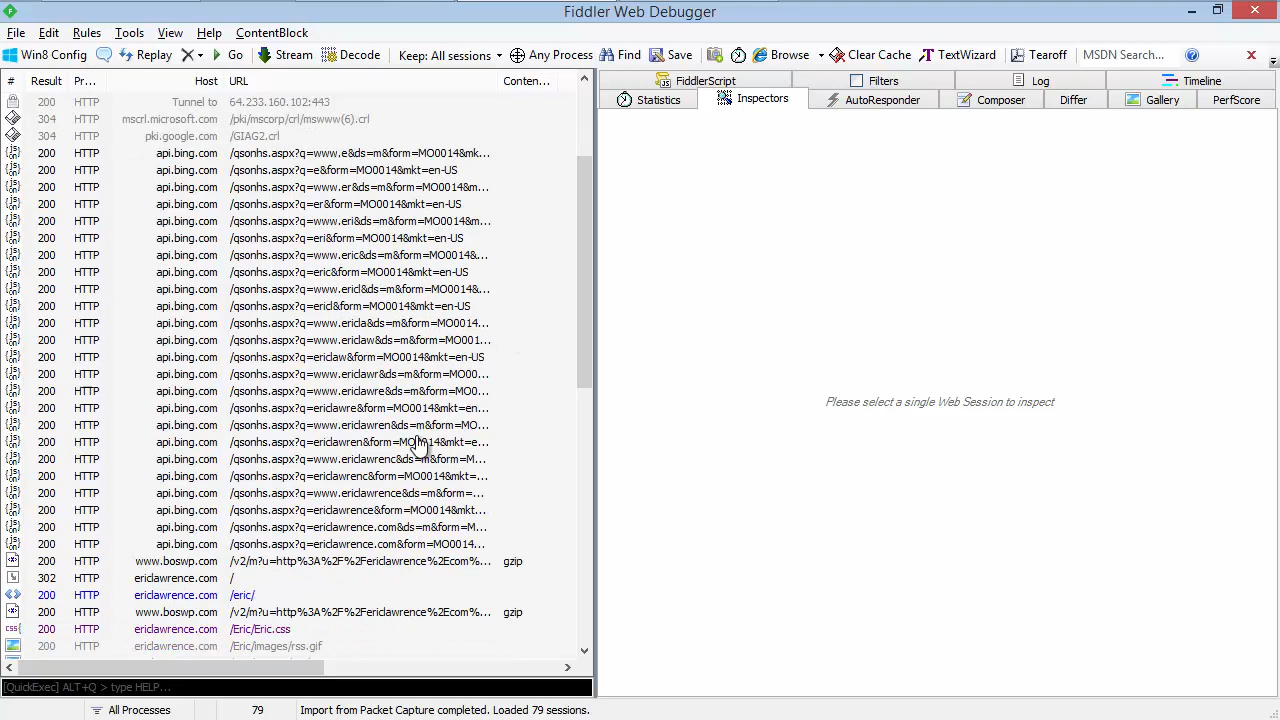 Fiddler Web Debugger
File Edit Rules Tools View Help ContentBlock
Win8 Config Replay Go Stream Decode Keep: All sessions Any Process Find Save Browse Clear Cache TextWizard Tearoff MSDN Search...
# Result Pr... Host URL Conten...
200 HTTP Tunnel to 64.233.160.102:443
304 HTTP mscrl.microsoft.com /pki/mscorp/crl/mswww(6).crl
304 HTTP pki.google.com /GIAG2.crl
200 HTTP api.bing.com /qsonhs.aspx?q=www.e&ds=m&form=MO0014&mk...
200 HTTP api.bing.com /qsonhs.aspx?q=e&form=MO0014&mkt=en-US
200 HTTP api.bing.com /qsonhs.aspx?q=www.er&ds=m&form=MO0014&m...
200 HTTP api.bing.com /qsonhs.aspx?q=er&form=MO0014&mkt=en-US
200 HTTP api.bing.com /qsonhs.aspx?q=www.eri&ds=m&form=MO0014&m...
200 HTTP api.bing.com /qsonhs.aspx?q=eri&form=MO0014&mkt=en-US
200 HTTP api.bing.com /qsonhs.aspx?q=www.eric&ds=m&form=MO0014&...
200 HTTP api.bing.com /qsonhs.aspx?q=eric&form=MO0014&mkt=en-US
200 HTTP api.bing.com /qsonhs.aspx?q=www.ericl&ds=m&form=MO0014&...
200 HTTP api.bing.com /qsonhs.aspx?q=ericl&form=MO0014&mkt=en-US
200 HTTP api.bing.com /qsonhs.aspx?q=www.ericla&ds=m&form=MO0014...
200 HTTP api.bing.com /qsonhs.aspx?q=www.ericlaw&ds=m&form=MO001...
200 HTTP api.bing.com /qsonhs.aspx?q=ericlaw&form=MO0014&mkt=en-US
200 HTTP api.bing.com /qsonhs.aspx?q=www.ericlawr&ds=m&form=MO00...
200 HTTP api.bing.com /qsonhs.aspx?q=www.ericlawre&ds=m&form=MO0...
200 HTTP api.bing.com /qsonhs.aspx?q=ericlawre&form=MO0014&mkt=en...
200 HTTP api.bing.com /qsonhs.aspx?q=www.ericlawren&ds=m&form=MO...
200 HTTP api.bing.com /qsonhs.aspx?q=ericlawren&form=MO0014&mkt=e...
200 HTTP api.bing.com /qsonhs.aspx?q=www.ericlawrenc&ds=m&form=M...
200 HTTP api.bing.com /qsonhs.aspx?q=ericlawrenc&form=MO0014&mkt=...
200 HTTP api.bing.com /qsonhs.aspx?q=www.ericlawrence&ds=m&form=...
200 HTTP api.bing.com /qsonhs.aspx?q=ericlawrence&form=MO0014&mkt...
200 HTTP api.bing.com /qsonhs.aspx?q=www.ericlawrence.com&ds=m&form=M...
200 HTTP api.bing.com /qsonhs.aspx?q=ericlawrence.com&form=MO0014...
200 HTTP www.boswp.com /v2/m?u=http%3A%2F%2Fericlawrence%2Ecom%... gzip
302 HTTP ericlawrence.com /
200 HTTP ericlawrence.com /eric/
200 HTTP www.boswp.com /v2/m?u=http%3A%2F%2Fericlawrence%2Ecom%... gzip
200 HTTP ericlawrence.com /Eric/Eric.css
200 HTTP ericlawrence.com /Eric/images/rss.gif
FiddlerScript Filters Log Timeline
Statistics Inspectors AutoResponder Composer Differ Gallery PerfScore
Please select a single Web Session to inspect
[QuickExec] ALT+Q > type HELP...
All Processes 79 Import from Packet Capture completed. Loaded 79 sessions.